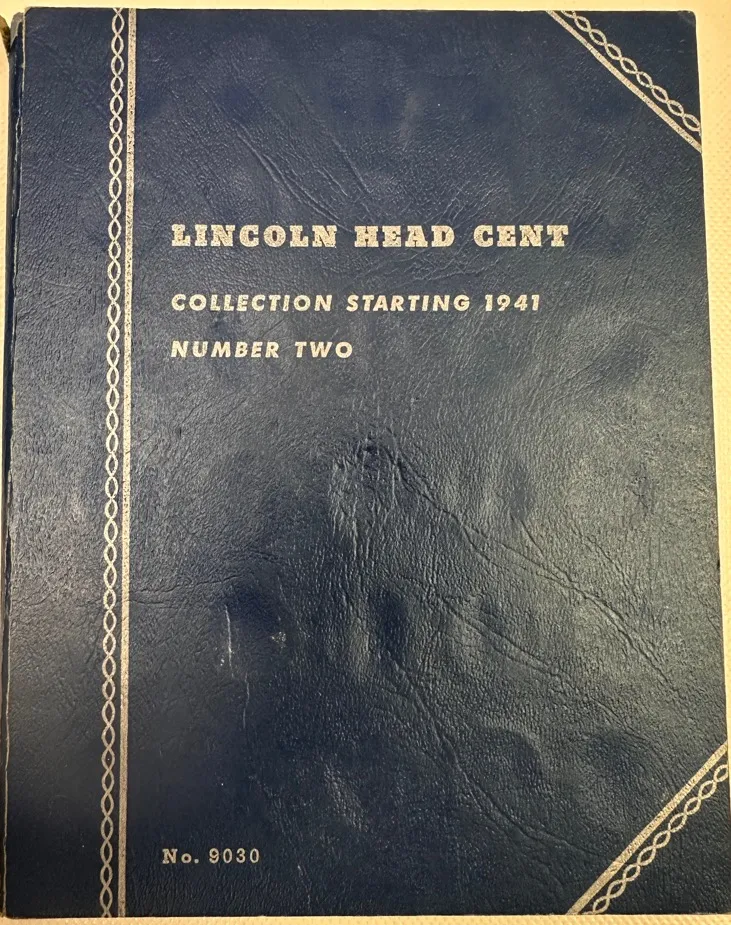 LINCOLN HEAD CENT
COLLECTION STARTING 1941
NUMBER TWO
No. 9030